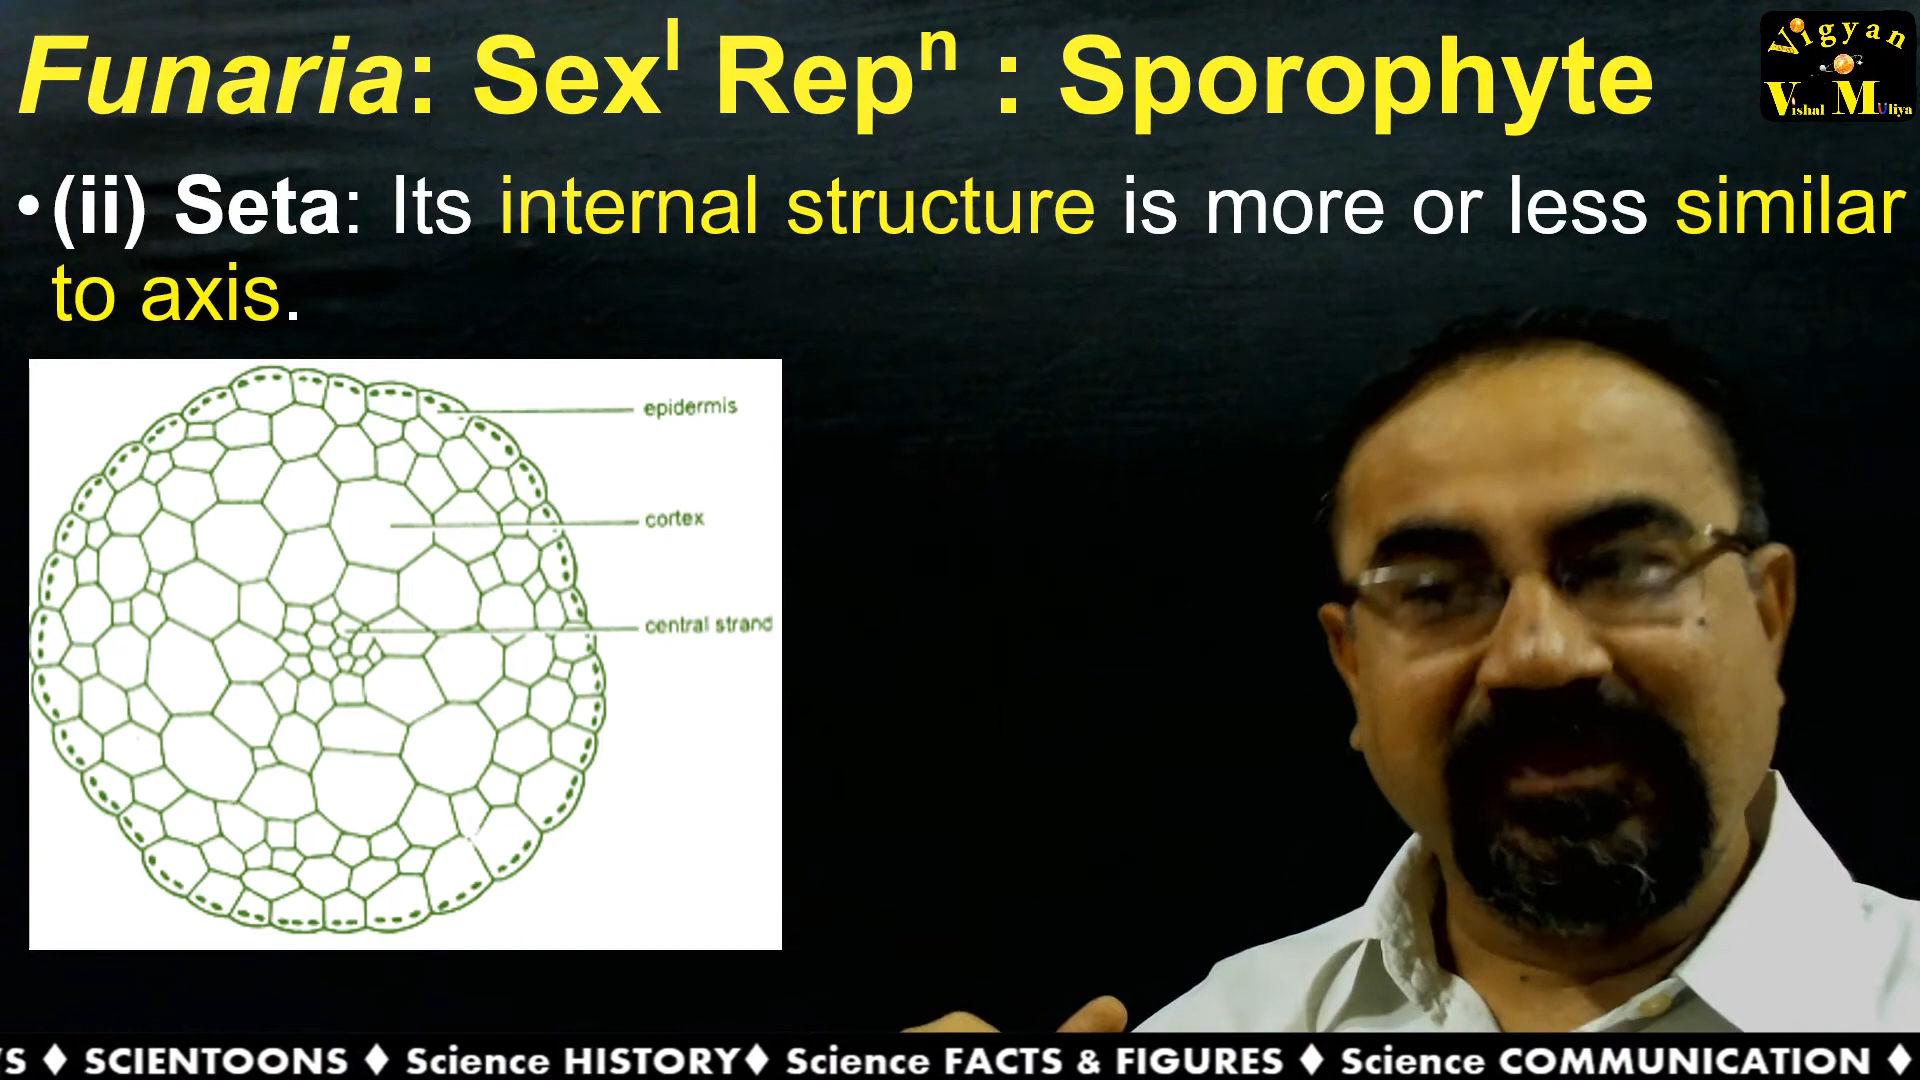 Funaria: Sexˡ Repⁿ : Sporophyte
Vigyan
Vishal Muliya
•(ii) Seta: Its internal structure is more or less similar
to axis.
epidermis
cortex
central strand
S ♦ SCIENTOONS ♦ Science HISTORY♦ Science FACTS & FIGURES ♦ Science COMMUNICATION ♦